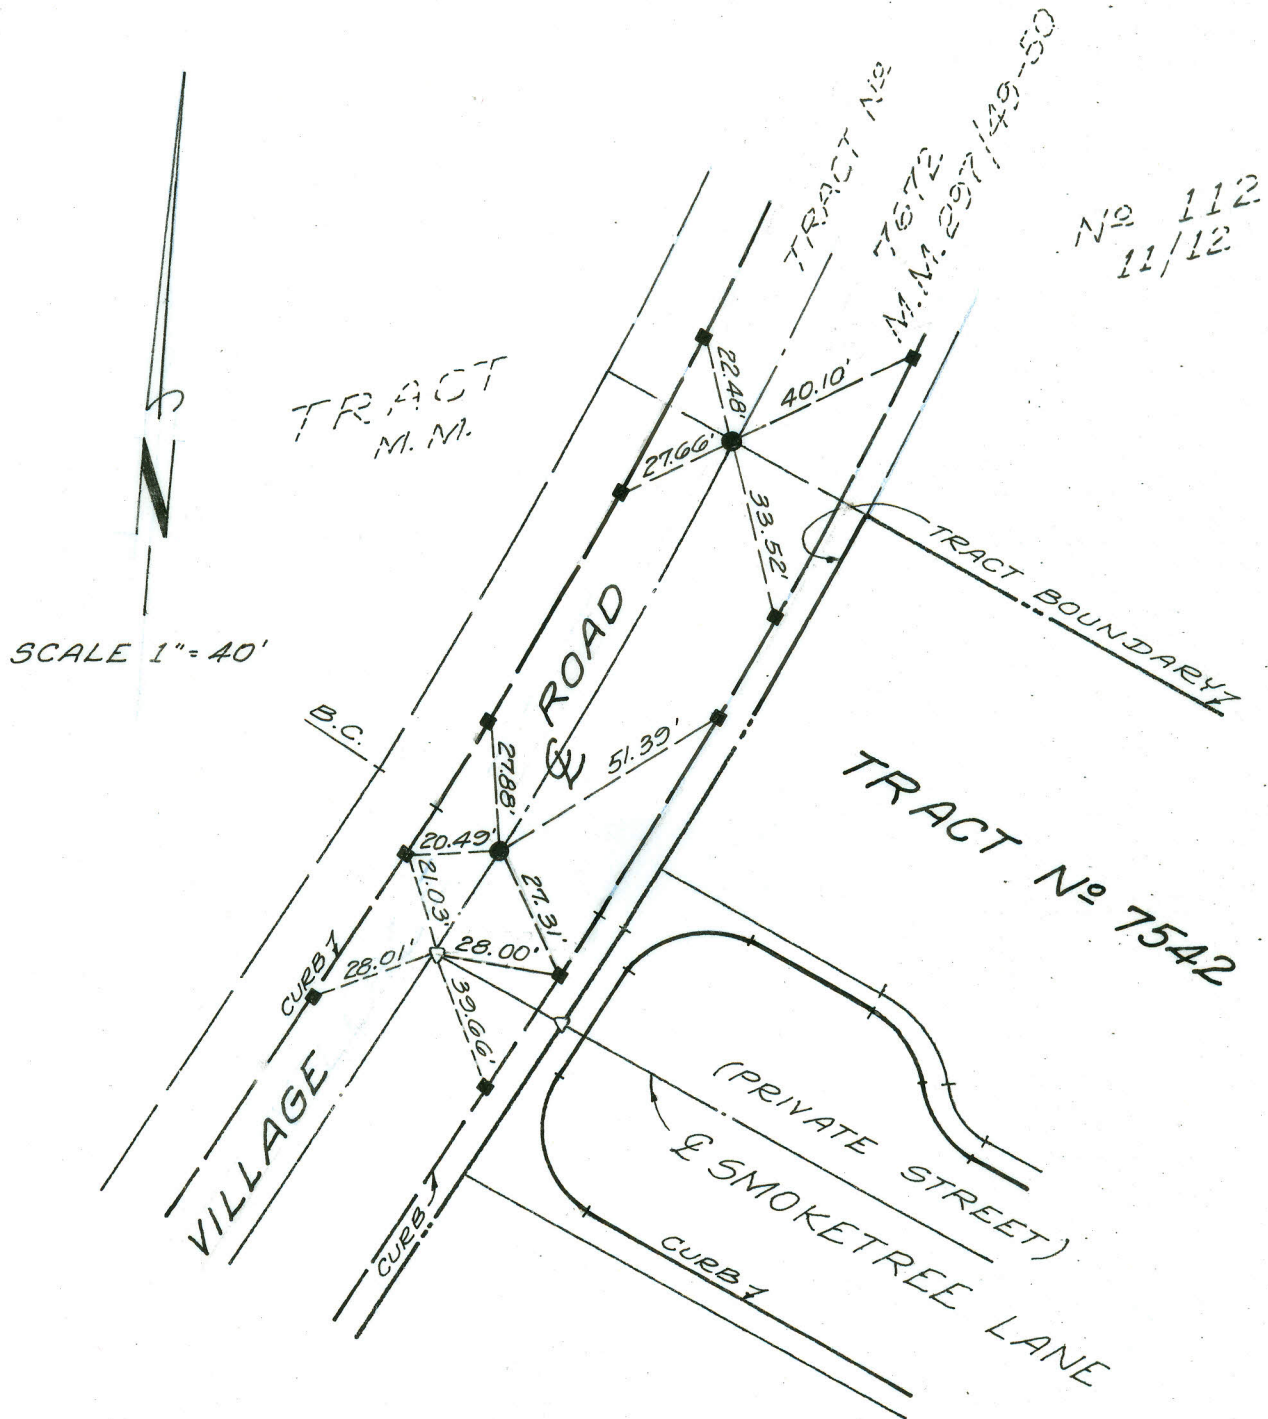 TRACT Nº
7672
M.M. 297/49-50
Nº 112
11/12
TRACT
M.M.
N
SCALE 1"=40'
22.48'
40.10'
27.66'
33.52'
TRACT BOUNDARY
℄ ROAD
B.C.
27.88'
51.39'
20.49'
21.03'
27.31'
28.01'
28.00'
39.66'
CURB
VILLAGE
CURB
TRACT Nº 7542
(PRIVATE STREET)
℄ SMOKETREE LANE
CURB